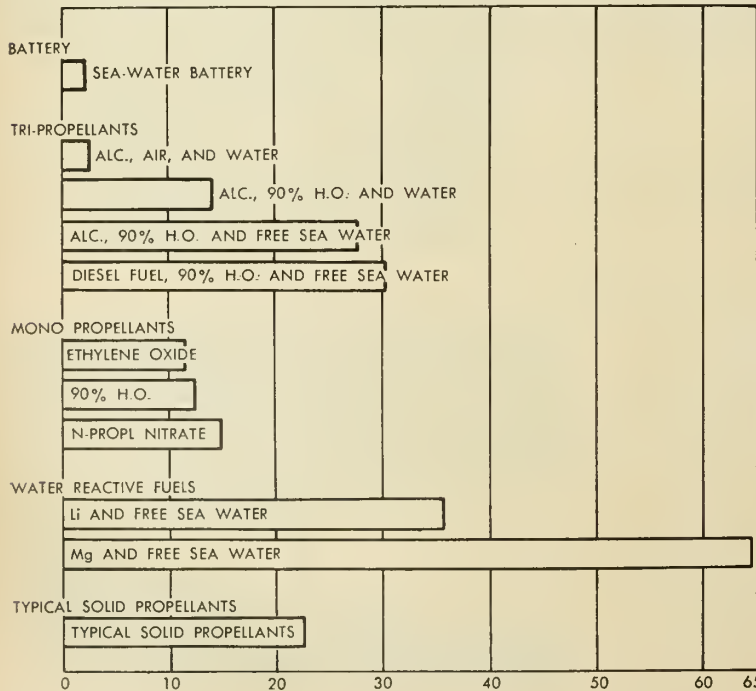 BATTERY
SEA-WATER BATTERY
TRI-PROPELLANTS
ALC., AIR, AND WATER
ALC., 90% H.O. AND WATER
ALC., 90% H.O. AND FREE SEA WATER
DIESEL FUEL, 90% H.O. AND FREE SEA WATER
MONO PROPELLANTS
ETHYLENE OXIDE
90% H.O.
N-PROPL NITRATE
WATER REACTIVE FUELS
Li AND FREE SEA WATER
Mg AND FREE SEA WATER
TYPICAL SOLID PROPELLANTS
TYPICAL SOLID PROPELLANTS
0 10 20 30 40 50 60 65